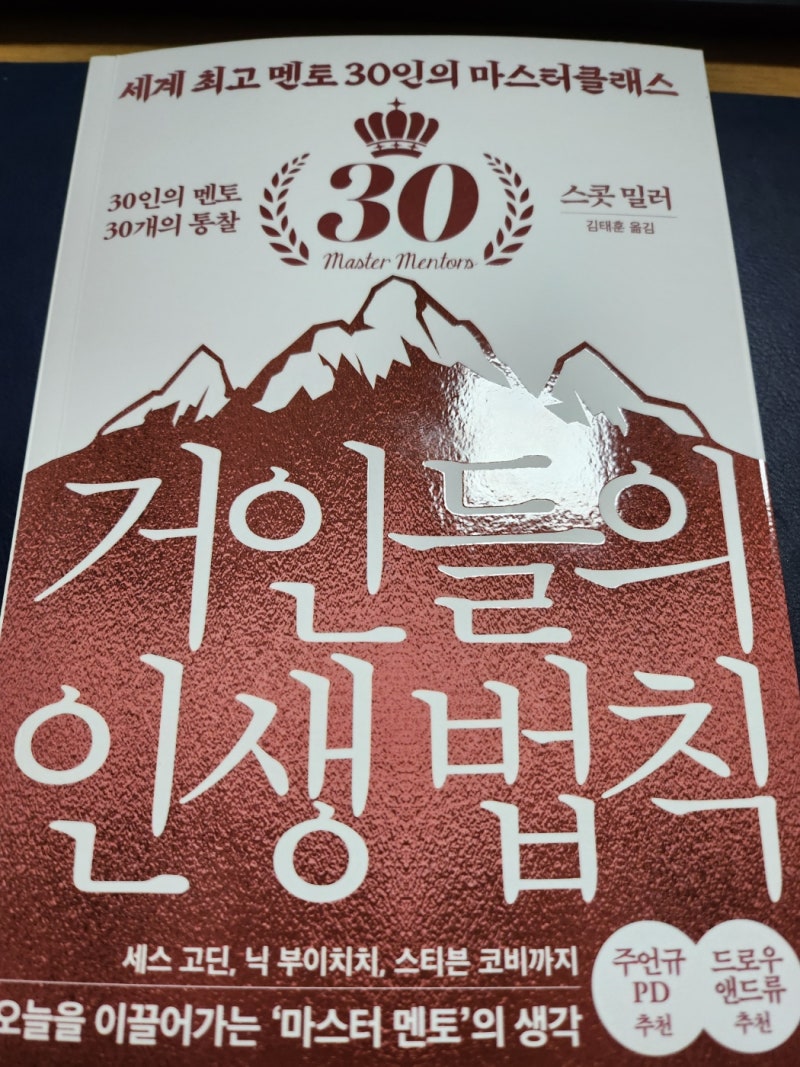 세계 최고 멘토 30인의 마스터클래스
30인의 멘토
30개의 통찰
30
Master Mentors
스콧 밀러
김태훈 옮김
거인들의
인생 법칙
세스 고딘, 닉 부이치치, 스티븐 코비까지
오늘을 이끌어가는 ‘마스터 멘토’의 생각
주언규
PD
추천
드로우
앤드류
추천